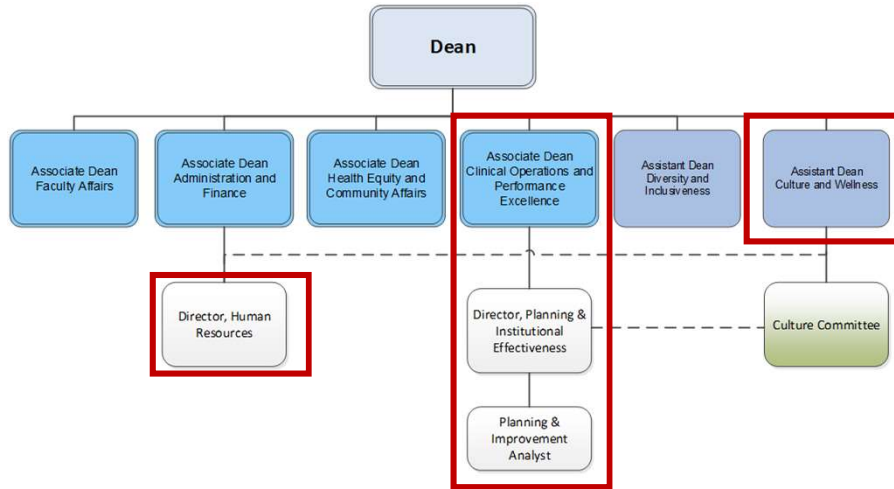 Dean
Associate Dean
Faculty Affairs
Associate Dean
Administration and
Finance
Associate Dean
Health Equity and
Community Affairs
Associate Dean
Clinical Operations and
Performance
Excellence
Assistant Dean
Diversity and
Inclusiveness
Assistant Dean
Culture and Wellness
Director, Human
Resources
Director, Planning &
Institutional
Effectiveness
Culture Committee
Planning &
Improvement
Analyst